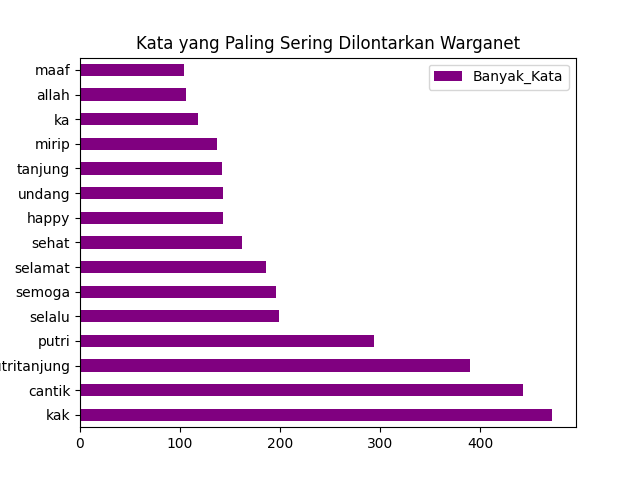 Kata yang Paling Sering Dilontarkan Warganet
Banyak_Kata
maaf
allah
ka
mirip
tanjung
undang
happy
sehat
selamat
semoga
selalu
putri
tritanjung
cantik
kak
0 100 200 300 400